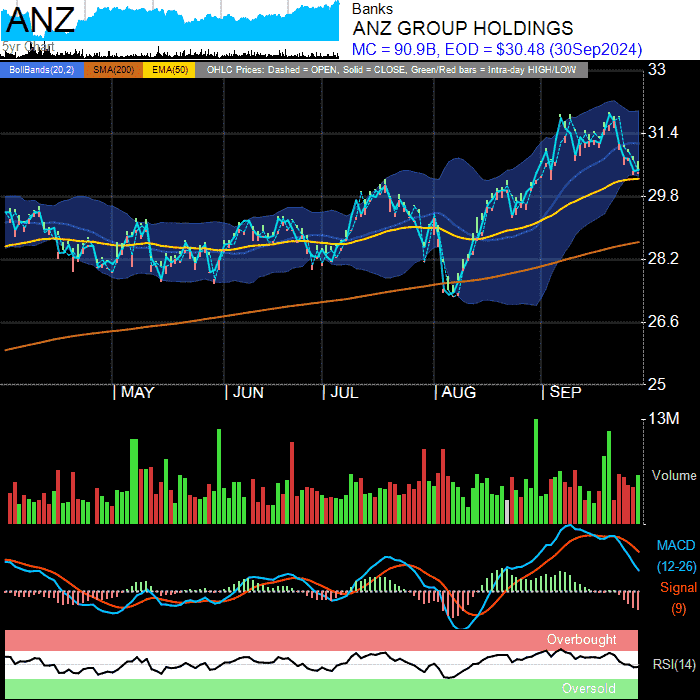 ANZ
5yr Chart
Banks
ANZ GROUP HOLDINGS
MC = 90.9B, EOD = $30.48 (30Sep2024)
BollBands(20,2) SMA(200) EMA(50) OHLC Prices: Dashed = OPEN, Solid = CLOSE, Green/Red bars = Intra-day HIGH/LOW
33
31.4
29.8
28.2
26.6
25
MAY JUN JUL AUG SEP
13M
Volume
MACD
(12-26)
Signal
(9)
Overbought
RSI(14)
Oversold